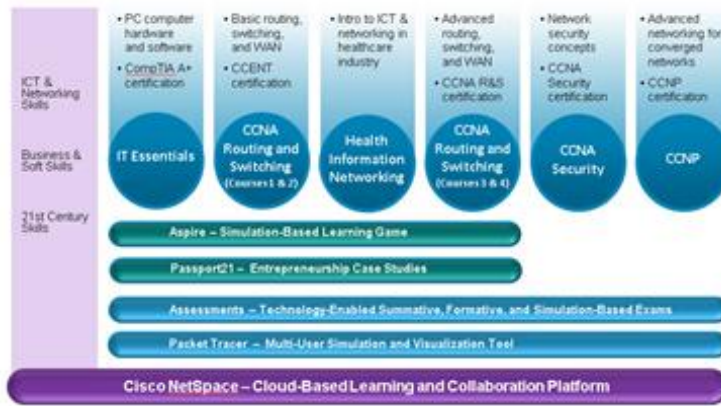 ICT &
Networking
Skills
Business &
Soft Skills
21st Century
Skills
• PC computer
hardware
and software
• CompTIA A+
certification
• Basic routing,
switching,
and WAN
• CCENT
certification
• Intro to ICT &
networking in
healthcare
industry
• Advanced
routing,
switching,
and WAN
• CCNA R&S
certification
• Network
security
concepts
• CCNA
Security
certification
• Advanced
networking for
converged
networks
• CCNP
certification
IT Essentials
CCNA
Routing and
Switching
(Courses 1 & 2)
Health
Information
Networking
CCNA
Routing and
Switching
(Courses 3 & 4)
CCNA
Security
CCNP
Aspire – Simulation-Based Learning Game
Passport21 – Entrepreneurship Case Studies
Assessments – Technology-Enabled Summative, Formative, and Simulation-Based Exams
Packet Tracer – Multi-User Simulation and Visualization Tool
Cisco NetSpace – Cloud-Based Learning and Collaboration Platform